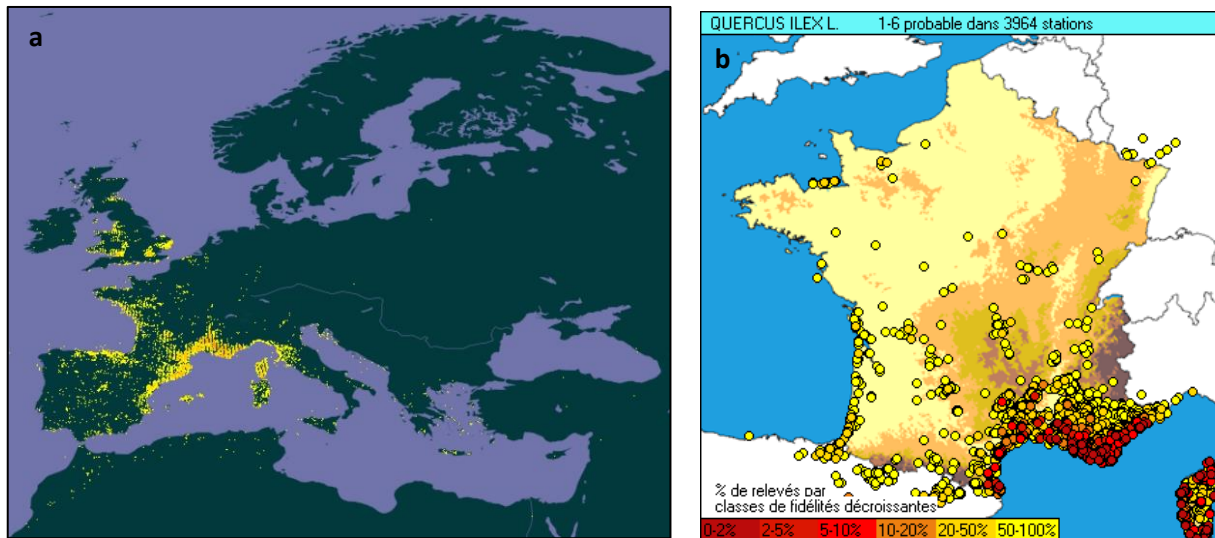 a
QUERCUS ILEX L. 1-6 probable dans 3964 stations
b
% de relevés par
classes de fidélités décroissantes
0-2% 2-5% 5-10% 10-20% 20-50% 50-100%